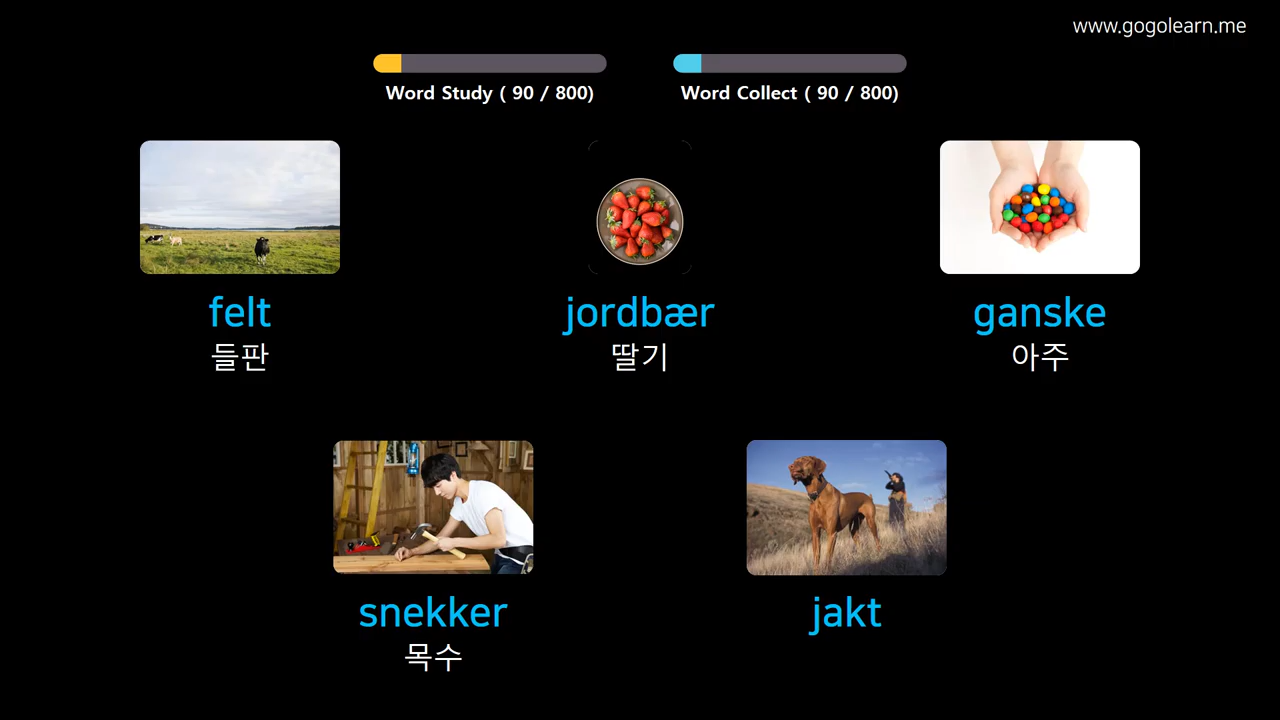 www.gogolearn.me
Word Study ( 90 / 800)
Word Collect ( 90 / 800)
felt
들판
jordbær
딸기
ganske
아주
snekker
목수
jakt